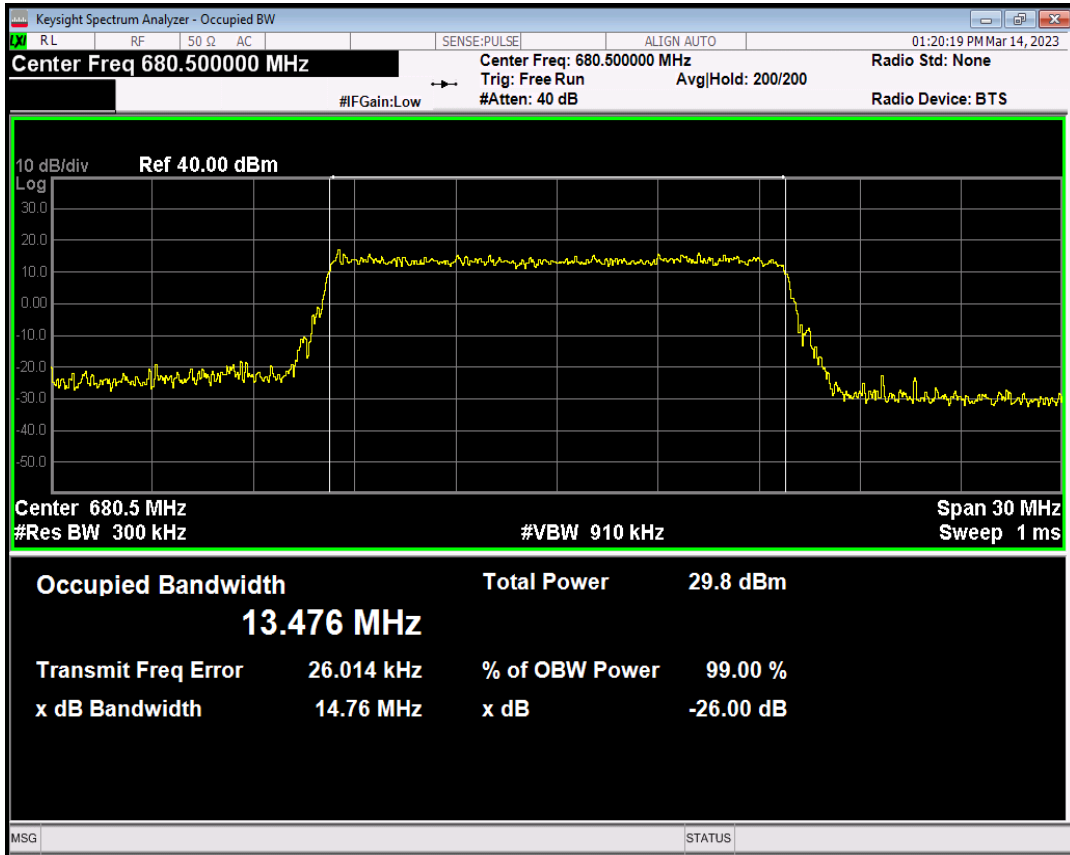 Keysight Spectrum Analyzer - Occupied BW
LXI RL RF 50 Ω AC SENSE:PULSE ALIGN AUTO 01:20:19 PM Mar 14, 2023
Center Freq 680.500000 MHz Center Freq: 680.500000 MHz Radio Std: None
Trig: Free Run Avg|Hold: 200/200
#IFGain:Low #Atten: 40 dB Radio Device: BTS
10 dB/div Ref 40.00 dBm
Log
30.0
20.0
10.0
0.00
-10.0
-20.0
-30.0
-40.0
-50.0
Center 680.5 MHz Span 30 MHz
#Res BW 300 kHz #VBW 910 kHz Sweep 1 ms
Occupied Bandwidth Total Power 29.8 dBm
13.476 MHz
Transmit Freq Error 26.014 kHz % of OBW Power 99.00 %
x dB Bandwidth 14.76 MHz x dB -26.00 dB
MSG STATUS